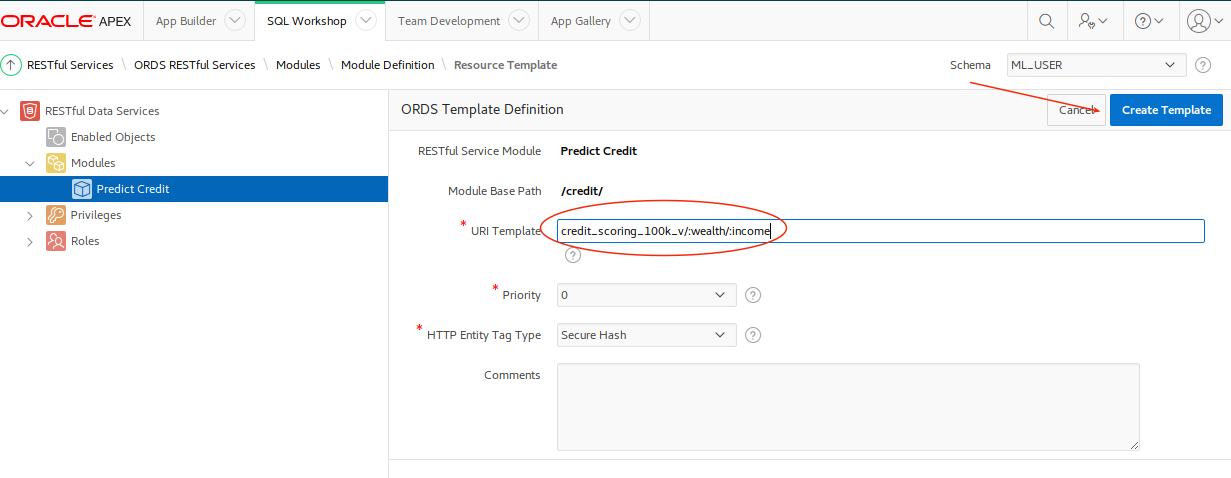 ORACLE APEX App Builder SQL Workshop Team Development App Gallery
RESTful Services \ ORDS RESTful Services \ Modules \ Module Definition \ Resource Template Schema ML_USER
RESTful Data Services
Enabled Objects
Modules
Predict Credit
Privileges
Roles
ORDS Template Definition Cancel Create Template
RESTful Service Module Predict Credit
Module Base Path /credit/
* URI Template credit_scoring_100k_v/:wealth/:income
* Priority 0
* HTTP Entity Tag Type Secure Hash
Comments